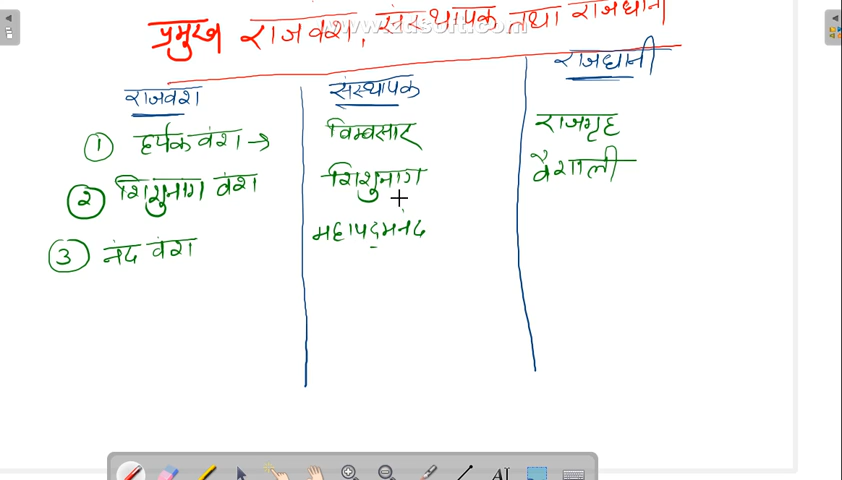 प्रमुख राजवंश, संस्थापक तथा राजधानी
राजवंश संस्थापक राजधानी
① हर्यक वंश → बिम्बसार राजगृह
② शिशुनाग वंश शिशुनाग वैशाली
③ नंद वंश महापद्मनंद